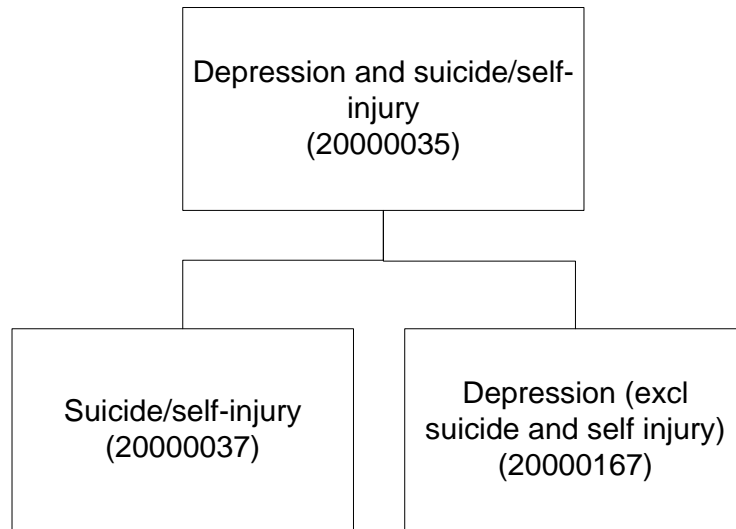 Depression and suicide/self-
injury
(20000035)
Suicide/self-injury
(20000037)
Depression (excl
suicide and self injury)
(20000167)